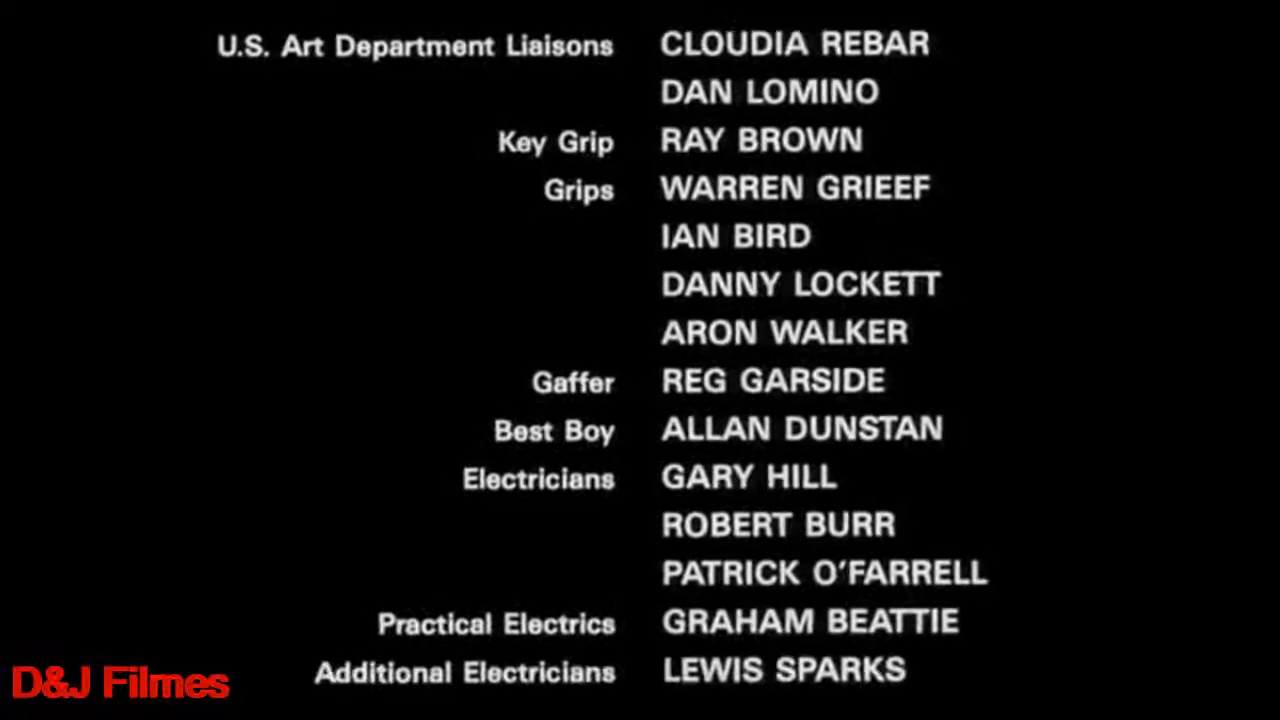 U.S. Art Department Liaisons CLOUDIA REBAR
DAN LOMINO
Key Grip RAY BROWN
Grips WARREN GRIEEF
IAN BIRD
DANNY LOCKETT
ARON WALKER
Gaffer REG GARSIDE
Best Boy ALLAN DUNSTAN
Electricians GARY HILL
ROBERT BURR
PATRICK O'FARRELL
Practical Electrics GRAHAM BEATTIE
Additional Electricians LEWIS SPARKS
D&J Filmes